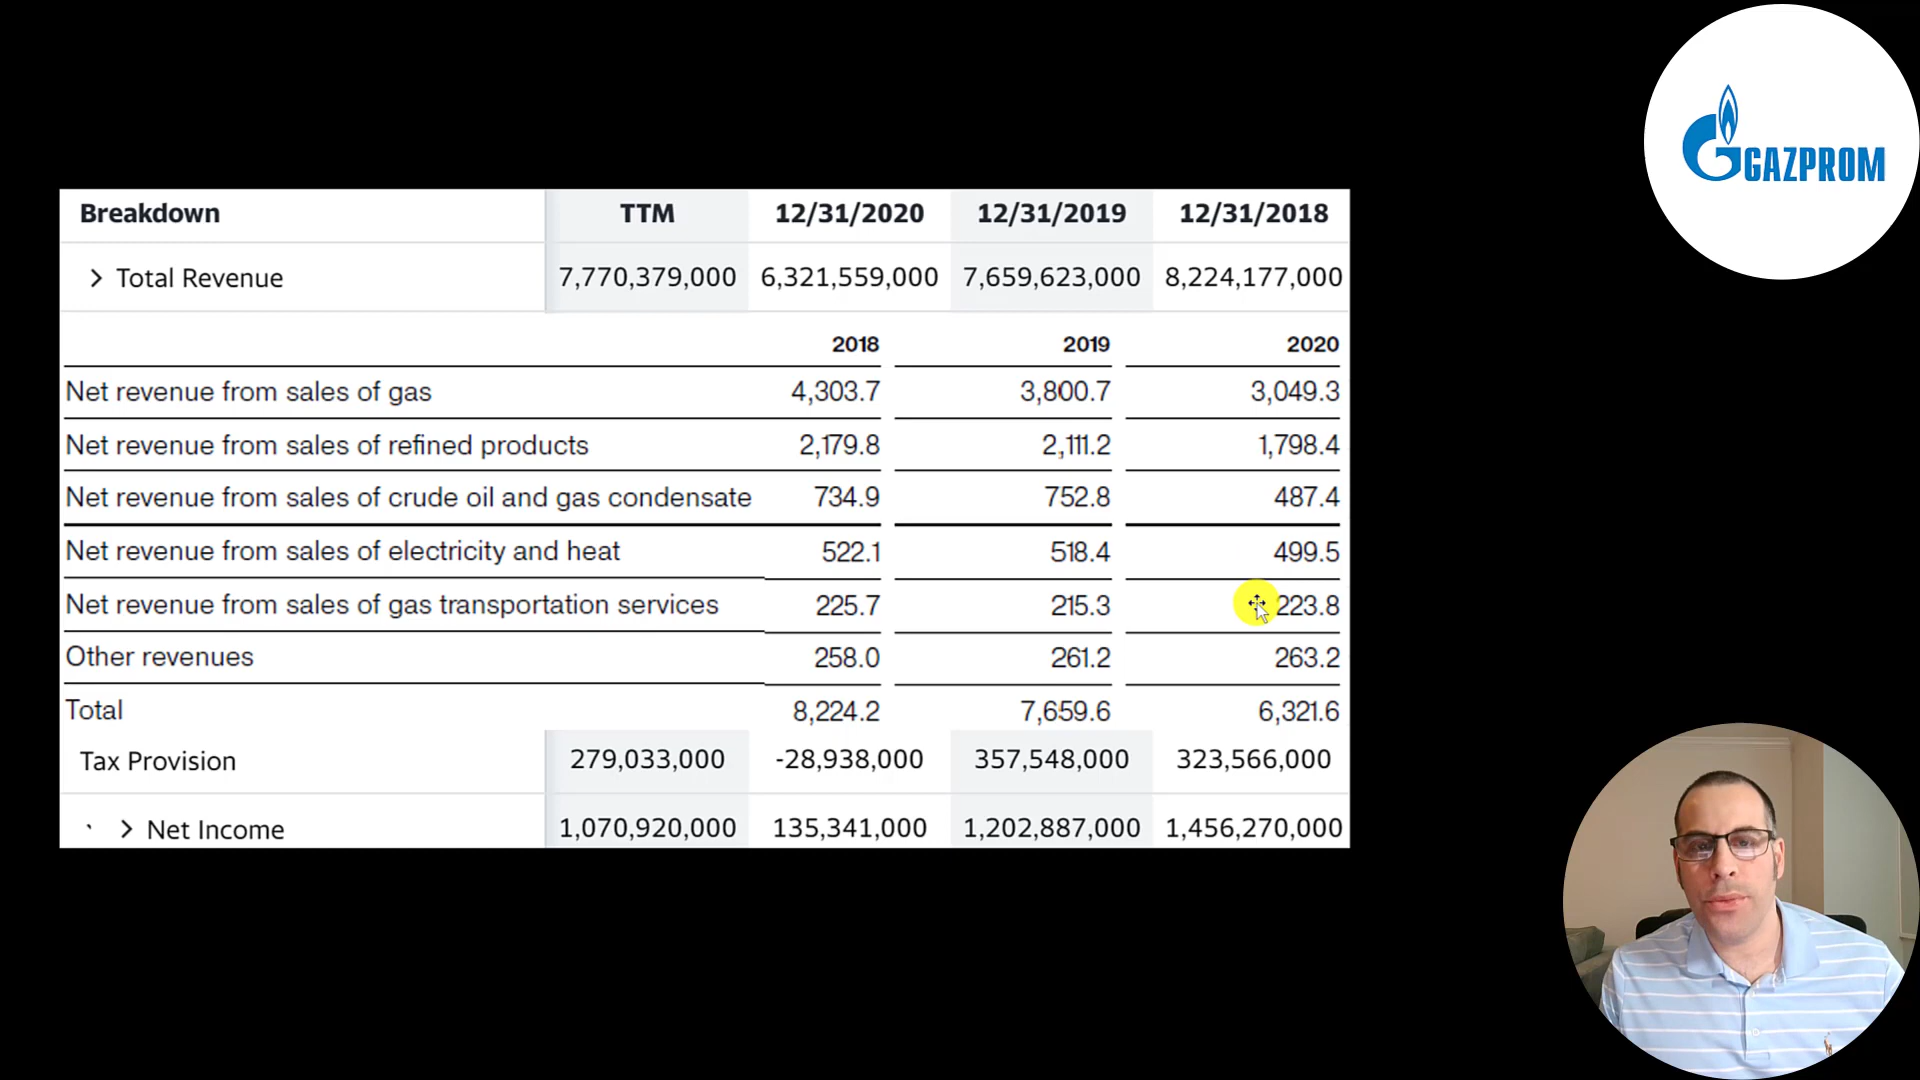 GAZPROM
Breakdown TTM 12/31/2020 12/31/2019 12/31/2018
Total Revenue 7,770,379,000 6,321,559,000 7,659,623,000 8,224,177,000
2018 2019 2020
Net revenue from sales of gas 4,303.7 3,800.7 3,049.3
Net revenue from sales of refined products 2,179.8 2,111.2 1,798.4
Net revenue from sales of crude oil and gas condensate 734.9 752.8 487.4
Net revenue from sales of electricity and heat 522.1 518.4 499.5
Net revenue from sales of gas transportation services 225.7 215.3 223.8
Other revenues 258.0 261.2 263.2
Total 8,224.2 7,659.6 6,321.6
Tax Provision 279,033,000 -28,938,000 357,548,000 323,566,000
Net Income 1,070,920,000 135,341,000 1,202,887,000 1,456,270,000